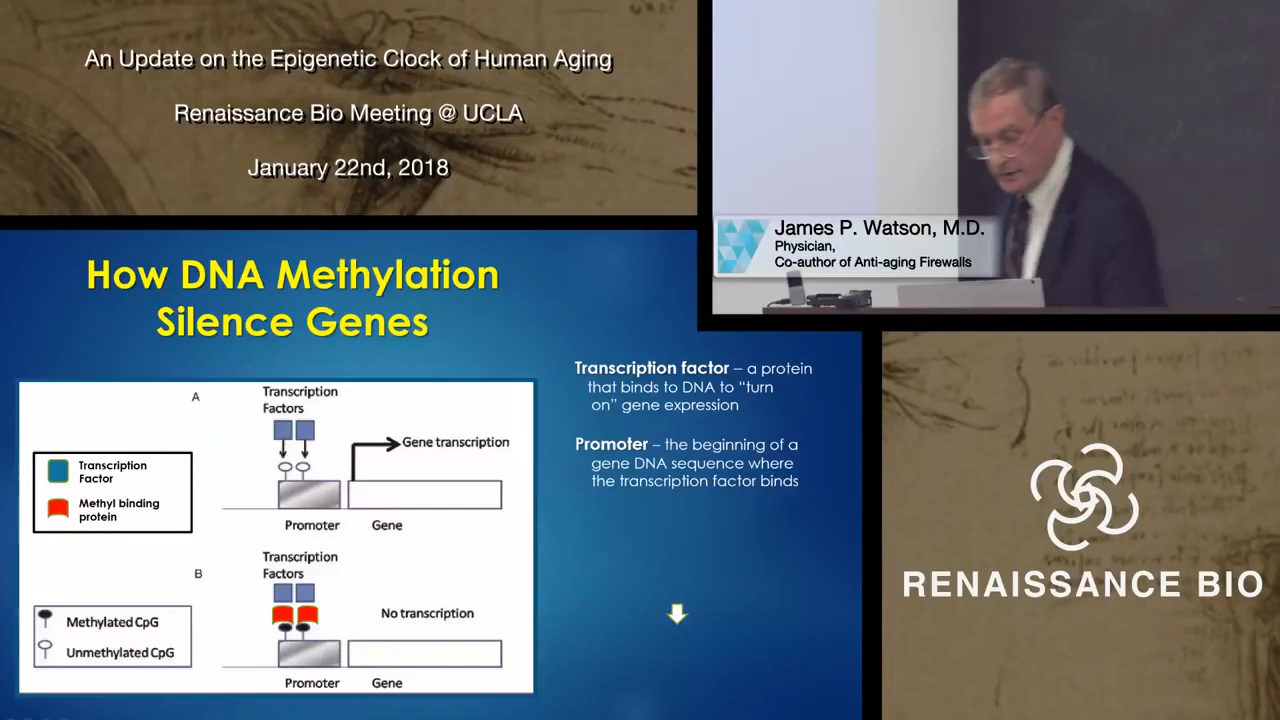 An Update on the Epigenetic Clock of Human Aging
Renaissance Bio Meeting @ UCLA
January 22nd, 2018
James P. Watson, M.D.
Physician,
Co-author of Anti-aging Firewalls
How DNA Methylation
Silence Genes
A
Transcription
Factors
Gene transcription
Transcription
Factor
Methyl binding
protein
Promoter
Gene
B
Transcription
Factors
No transcription
Methylated CpG
Unmethylated CpG
Promoter
Gene
Transcription factor – a protein
that binds to DNA to “turn
on” gene expression
Promoter – the beginning of a
gene DNA sequence where
the transcription factor binds
RENAISSANCE BIO